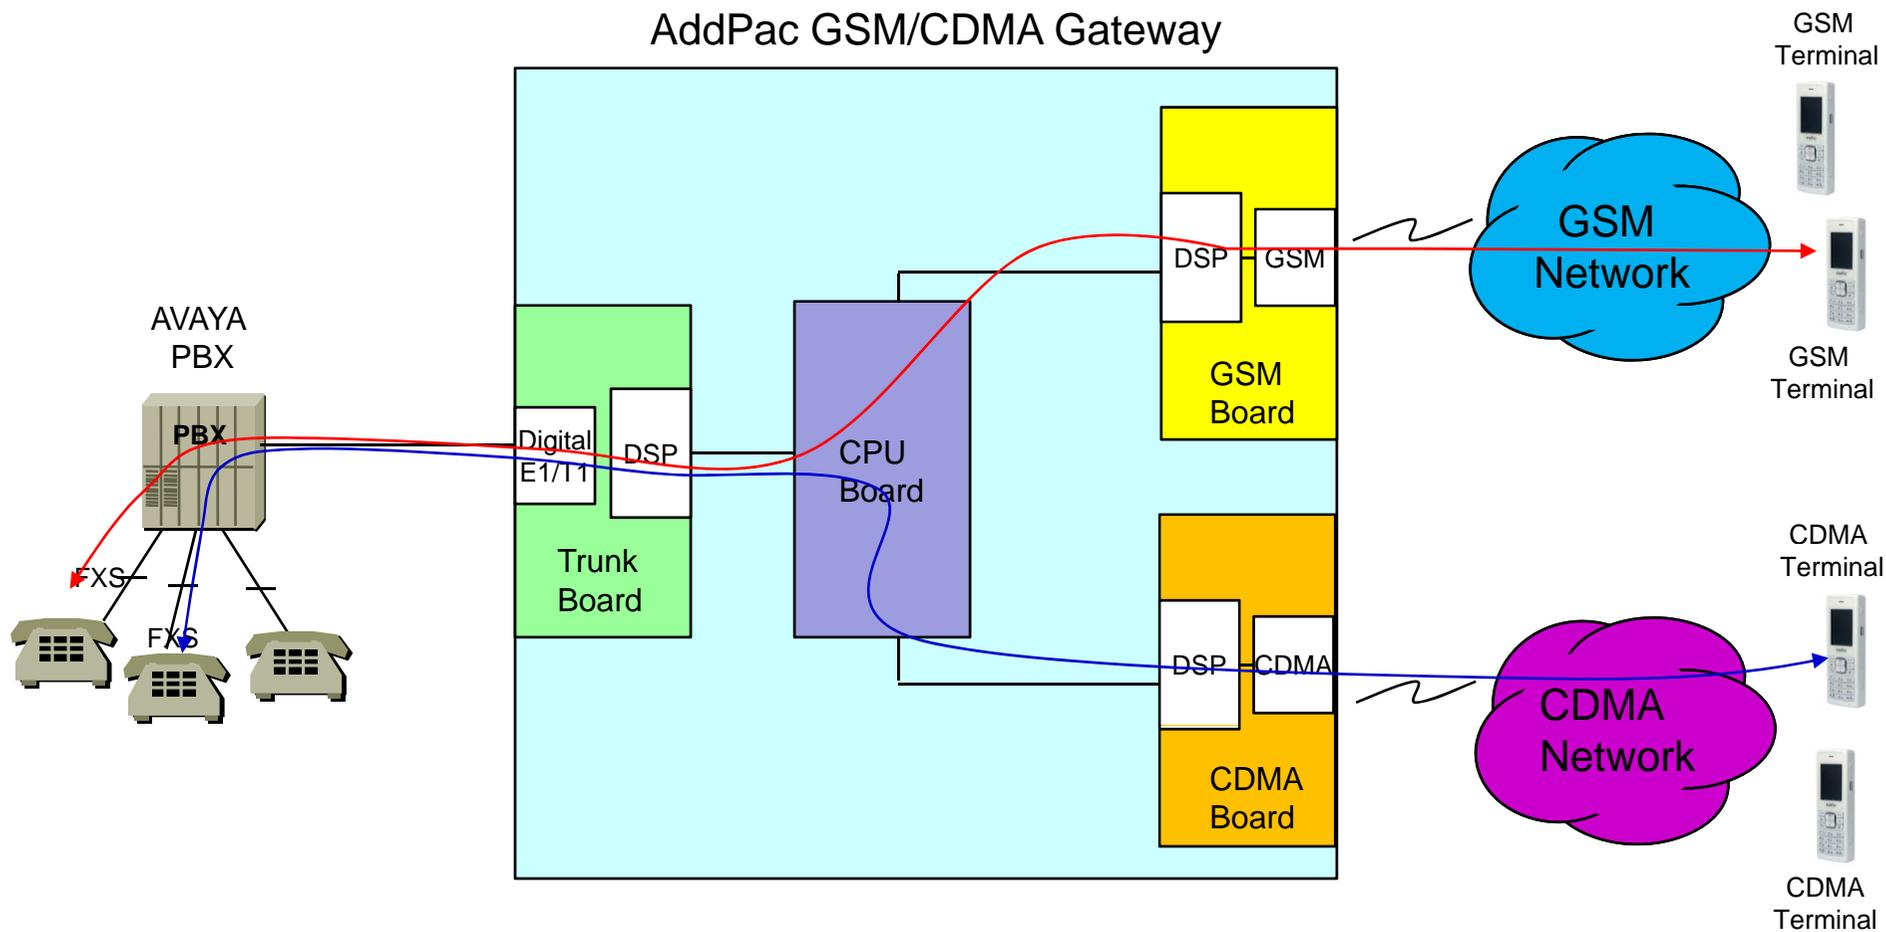 AddPac GSM/CDMA Gateway
GSM
Terminal
GSM
Network
GSM
Terminal
DSP
GSM
GSM
Board
AVAYA
PBX
PBX
Digital
E1/T1
DSP
Trunk
Board
CPU
Board
FXS
FXS
CDMA
Terminal
DSP
CDMA
CDMA
Board
CDMA
Network
CDMA
Terminal